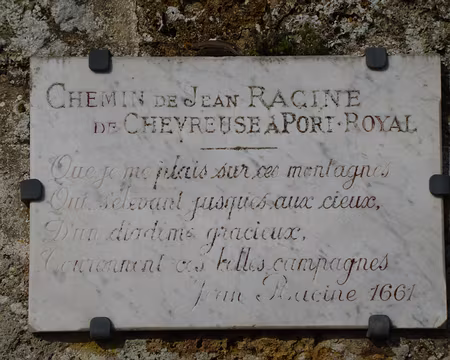 CHEMIN DE JEAN RACINE
DE CHEVREUSE A PORT·ROYAL
Que je me plais sur ces montagnes
Qui s'élevant jusques aux cieux,
D'un diadème gracieux,
Couronnent ces belles campagnes
Jean Racine 1661